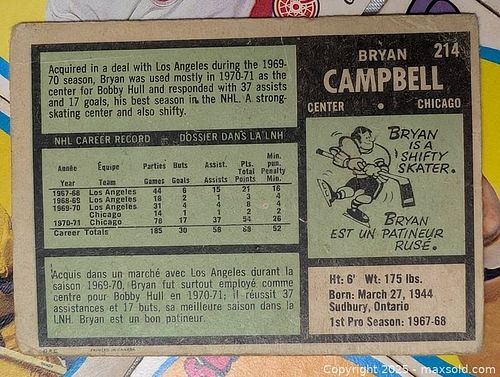 Acquired in a deal with Los Angeles during the 1969-
70 season, Bryan was used mostly in 1970-71 as the
center for Bobby Hull and responded with 37 assists
and 17 goals, his best season in the NHL. A strong-
skating center and also shifty.
BRYAN 214
CAMPBELL
CENTER • CHICAGO
NHL CAREER RECORD — DOSSIER DANS LA LNH
Année Équipe Parties Buts Assist. Pts. Min. pun.
Year Team Games Goals Assists Total Points Penalty Min.
1967-68 Los Angeles 44 6 15 21 16
1968-69 Los Angeles 18 2 1 3 4
1969-70 Los Angeles 31 4 4 8 4
Chicago 14 1 1 2 2
1970-71 Chicago 78 17 37 54 26
Career Totals 185 30 58 88 52
BRYAN
IS A
SHIFTY
SKATER.
BRYAN
EST UN PATINEUR
RUSÉ.
Acquis dans un marché avec Los Angeles durant la
saison 1969-70, Bryan fut surtout employé comme
centre pour Bobby Hull en 1970-71; il réussit 37
assistances et 17 buts, sa meilleure saison dans la
LNH. Bryan est un bon patineur.
Ht: 6' Wt: 175 lbs.
Born: March 27, 1944
Sudbury, Ontario
1st Pro Season: 1967-68
PRINTED IN CANADA
Copyright 2025 - maxsold.com